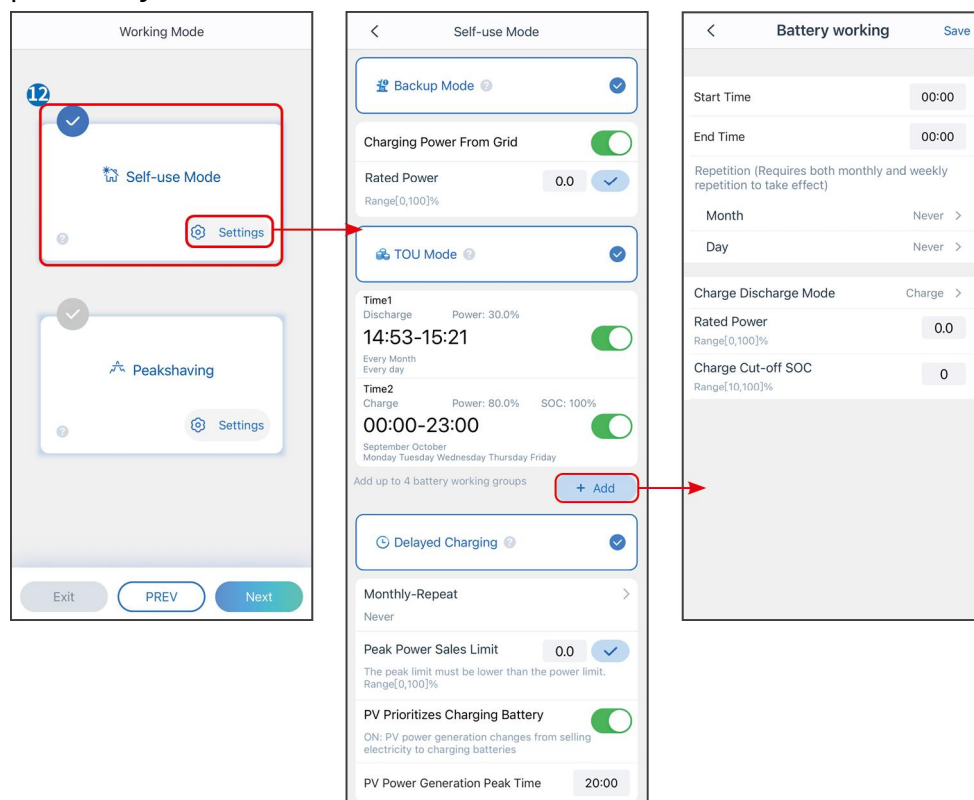 Working Mode
12
Self-use Mode
Settings
Peakshaving
Settings
Exit
PREV
Next
Self-use Mode
Backup Mode
Charging Power From Grid
Rated Power
0.0
Range[0,100]%
TOU Mode
Time1
Discharge Power: 30.0%
14:53-15:21
Every Month
Every day
Time2
Charge Power: 80.0% SOC: 100%
00:00-23:00
September October
Monday Tuesday Wednesday Thursday Friday
Add up to 4 battery working groups
+ Add
Delayed Charging
Monthly-Repeat
Never
Peak Power Sales Limit
0.0
The peak limit must be lower than the power limit.
Range[0,100]%
PV Prioritizes Charging Battery
ON: PV power generation changes from selling
electricity to charging batteries
PV Power Generation Peak Time 20:00
Battery working
Save
Start Time 00:00
End Time 00:00
Repetition (Requires both monthly and weekly
repetition to take effect)
Month Never
Day Never
Charge Discharge Mode Charge
Rated Power
0.0
Range[0,100]%
Charge Cut-off SOC
0
Range[10,100]%